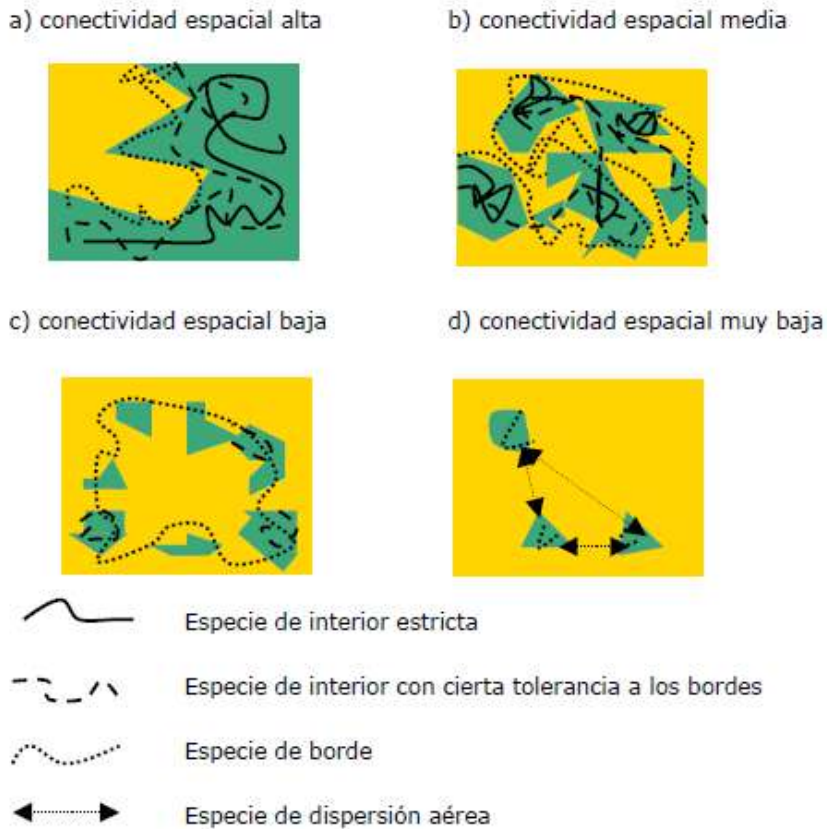 a) conectividad espacial alta
b) conectividad espacial media
c) conectividad espacial baja
d) conectividad espacial muy baja
Especie de interior estricta
Especie de interior con cierta tolerancia a los bordes
Especie de borde
Especie de dispersión aérea